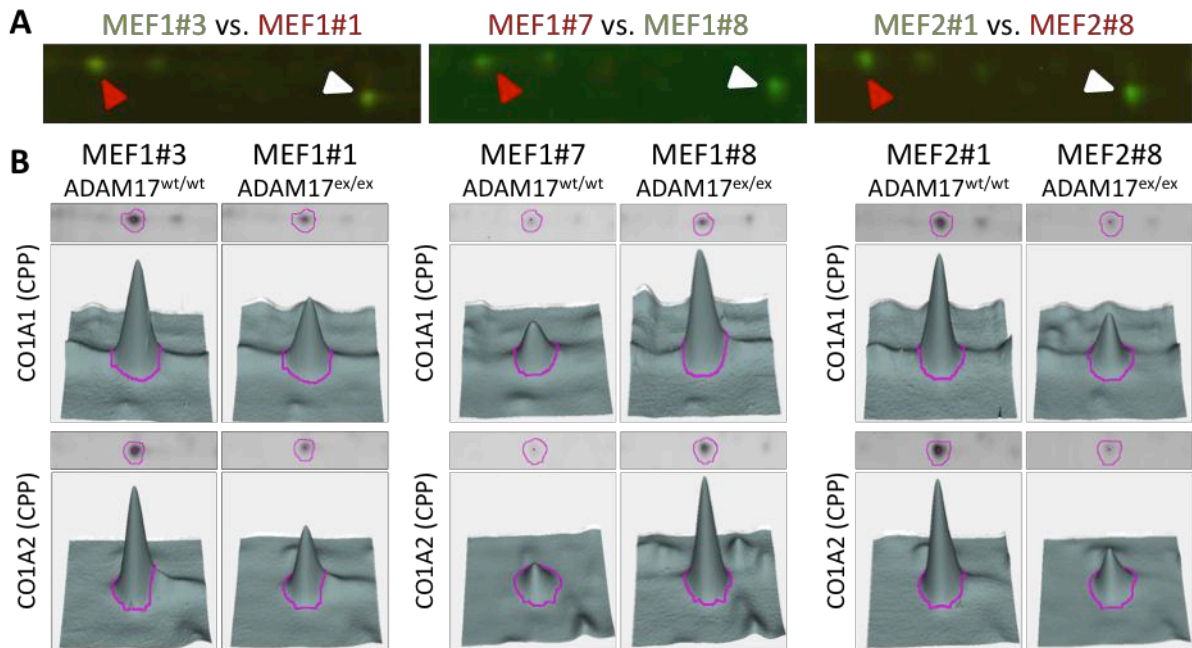 A
MEF1#3 vs. MEF1#1
MEF1#7 vs. MEF1#8
MEF2#1 vs. MEF2#8
B
MEF1#3
MEF1#1
MEF1#7
MEF1#8
MEF2#1
MEF2#8
ADAM17wt/wt
ADAM17ex/ex
ADAM17wt/wt
ADAM17ex/ex
ADAM17wt/wt
ADAM17ex/ex
CO1A1 (CPP)
CO1A1 (CPP)
CO1A1 (CPP)
CO1A2 (CPP)
CO1A2 (CPP)
CO1A2 (CPP)